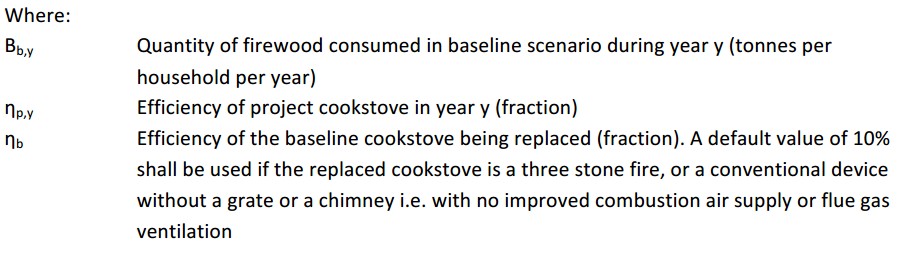 Where:
B_b,y Quantity of firewood consumed in baseline scenario during year y (tonnes per
household per year)
η_p,y Efficiency of project cookstove in year y (fraction)
η_b Efficiency of the baseline cookstove being replaced (fraction). A default value of 10%
shall be used if the replaced cookstove is a three stone fire, or a conventional device
without a grate or a chimney i.e. with no improved combustion air supply or flue gas
ventilation